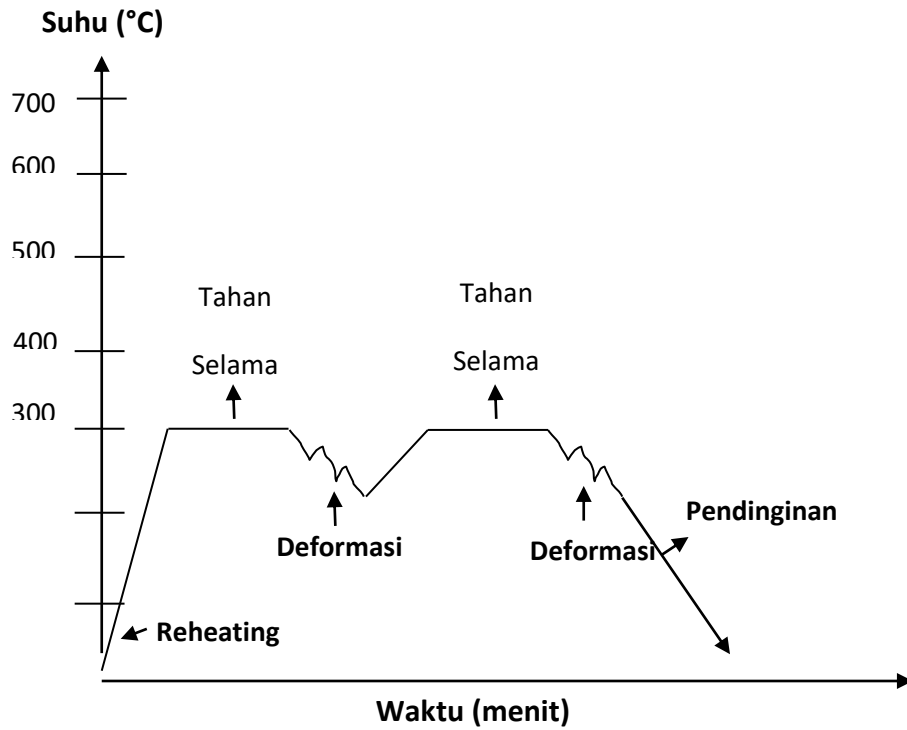 Suhu (°C)
700
600
500
400
300
Tahan
Selama
Tahan
Selama
Deformasi
Deformasi
Pendinginan
Reheating
Waktu (menit)